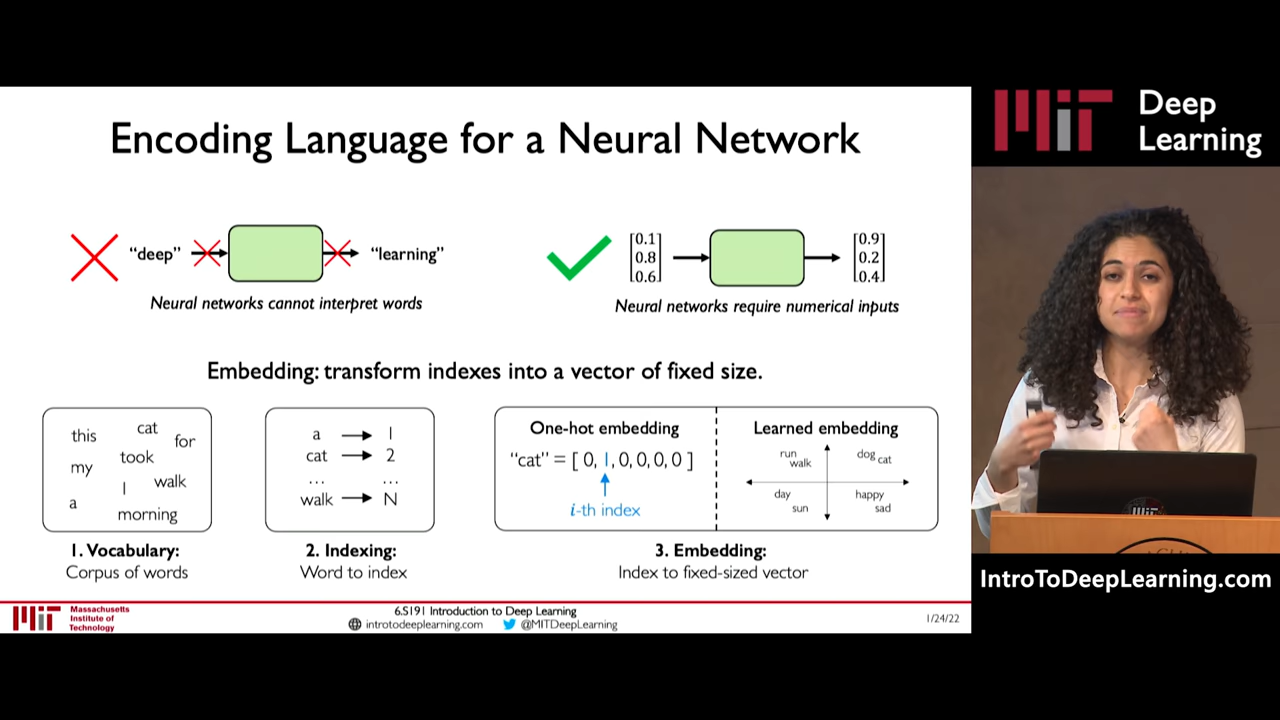 Encoding Language for a Neural Network
MIT Deep
Learning
“deep”
“learning”
Neural networks cannot interpret words
[0.1
0.8
0.6]
[0.9
0.2
0.4]
Neural networks require numerical inputs
Embedding: transform indexes into a vector of fixed size.
this
cat
for
took
my
I
walk
a
morning
1. Vocabulary:
Corpus of words
a → 1
cat → 2
... ...
walk → N
2. Indexing:
Word to index
One-hot embedding
“cat” = [ 0, 1, 0, 0, 0, 0 ]
i-th index
Learned embedding
run
walk
dog
cat
day
sun
happy
sad
3. Embedding:
Index to fixed-sized vector
MIT
IntroToDeepLearning.com
Massachusetts
Institute of
Technology
6.S191 Introduction to Deep Learning
introtodeeplearning.com @MITDeepLearning
1/24/22